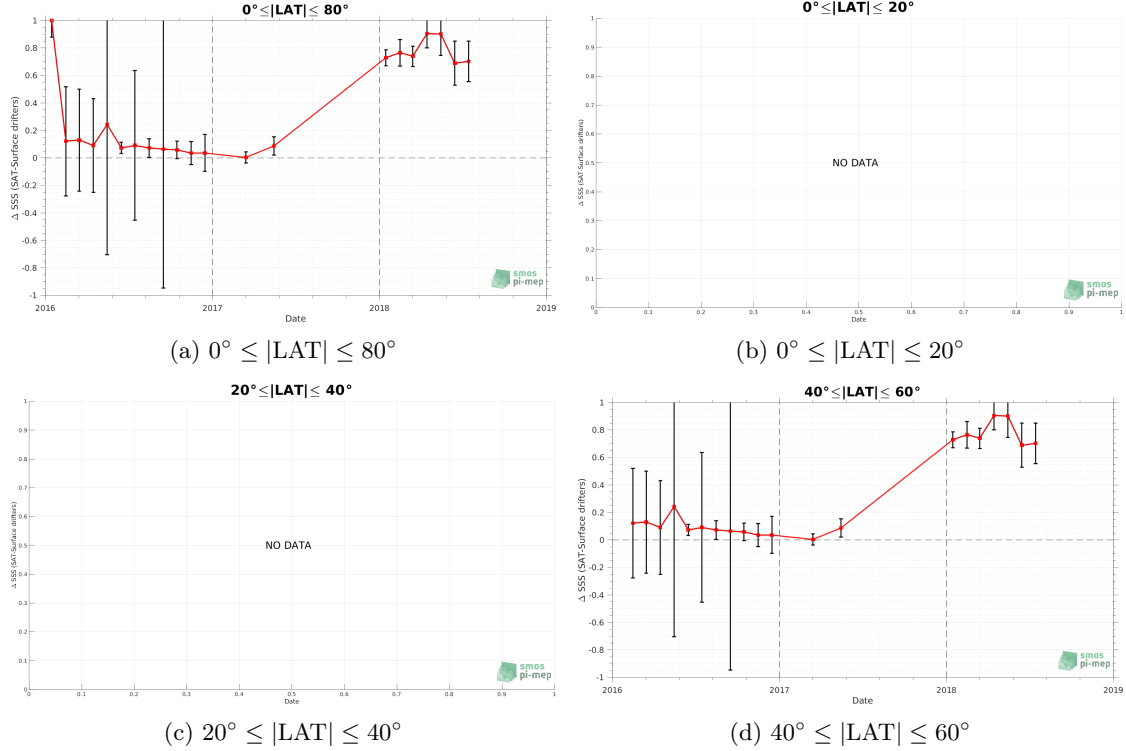 0°≤|LAT|≤ 80°
1
0.8
0.6
0.4
0.2
0
-0.2
-0.4
-0.6
-0.8
-1
Δ SSS (SAT-Surface drifters)
2016
2017
2018
2019
Date
smos
pi-mep
(a) 0° ≤ |LAT| ≤ 80°
0°≤|LAT|≤ 20°
1
0.9
0.8
0.7
0.6
0.5
0.4
0.3
0.2
0.1
0
Δ SSS (SAT-Surface drifters)
NO DATA
0
0.1
0.2
0.3
0.4
0.5
0.6
0.7
0.8
0.9
1
Date
smos
pi-mep
(b) 0° ≤ |LAT| ≤ 20°
20°≤|LAT|≤ 40°
1
0.9
0.8
0.7
0.6
0.5
0.4
0.3
0.2
0.1
0
Δ SSS (SAT-Surface drifters)
NO DATA
0
0.1
0.2
0.3
0.4
0.5
0.6
0.7
0.8
0.9
1
Date
smos
pi-mep
(c) 20° ≤ |LAT| ≤ 40°
40°≤|LAT|≤ 60°
1
0.8
0.6
0.4
0.2
0
-0.2
-0.4
-0.6
-0.8
-1
Δ SSS (SAT-Surface drifters)
2016
2017
2018
2019
Date
smos
pi-mep
(d) 40° ≤ |LAT| ≤ 60°